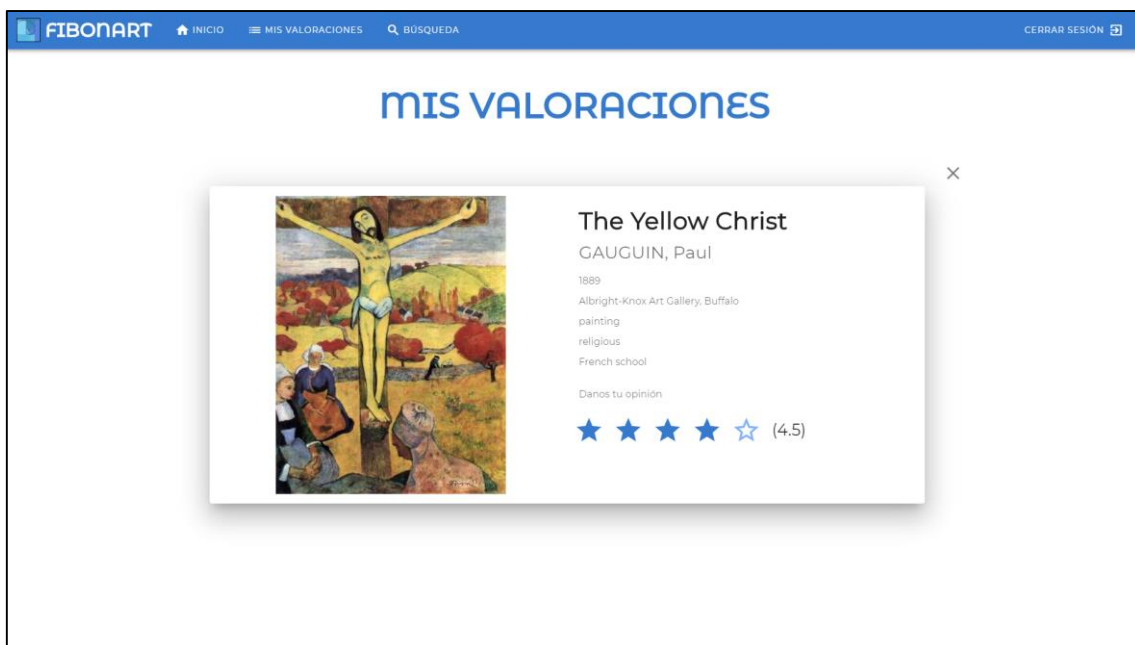 FIBONART INICIO MIS VALORACIONES BÚSQUEDA CERRAR SESIÓN
MIS VALORACIONES
The Yellow Christ
GAUGUIN, Paul
1889
Albright-Knox Art Gallery, Buffalo
painting
religious
French school
Danos tu opinión
(4.5)